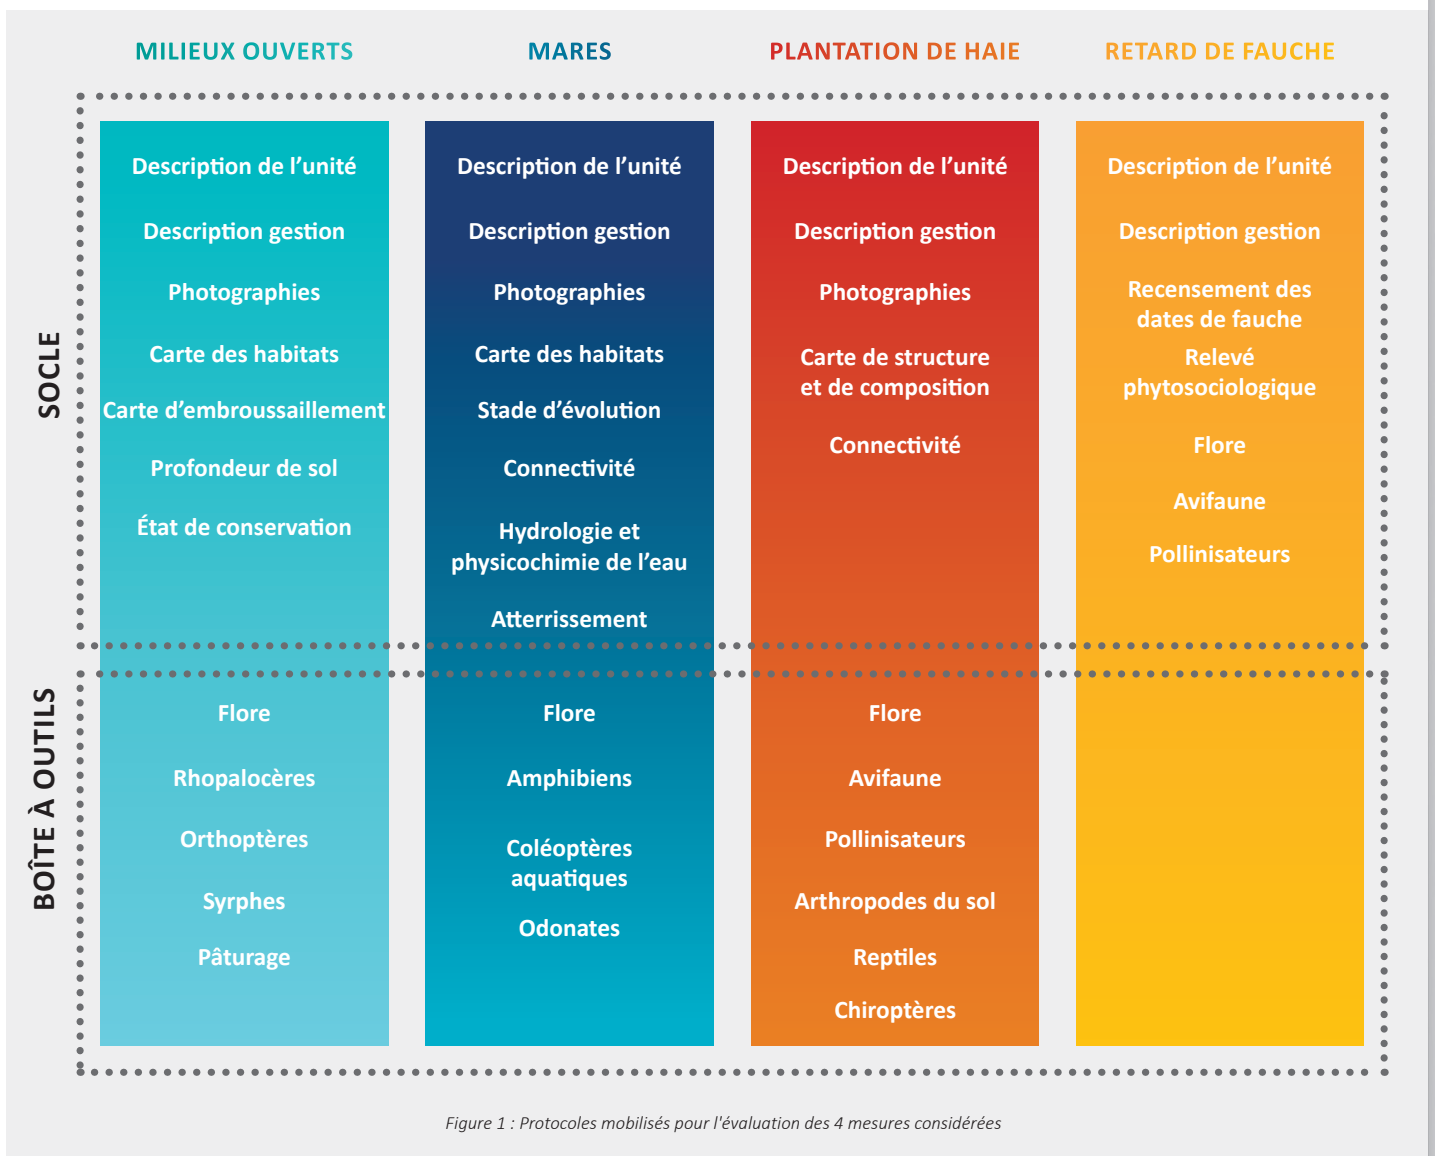 MILIEUX OUVERTS
MARES
PLANTATION DE HAIE
RETARD DE FAUCHE
SOCLE
Description de l’unité
Description gestion
Photographies
Carte des habitats
Carte d’embroussaillement
Profondeur de sol
État de conservation
Description de l’unité
Description gestion
Photographies
Carte des habitats
Stade d’évolution
Connectivité
Hydrologie et
physicochimie de l’eau
Atterrissement
Description de l’unité
Description gestion
Photographies
Carte de structure
et de composition
Connectivité
Description de l’unité
Description gestion
Recensement des
dates de fauche
Relevé
phytosociologique
Flore
Avifaune
Pollinisateurs
BOÎTE À OUTILS
Flore
Rhopalocères
Orthoptères
Syrphes
Pâturage
Flore
Amphibiens
Coléoptères
aquatiques
Odonates
Flore
Avifaune
Pollinisateurs
Arthropodes du sol
Reptiles
Chiroptères
Figure 1 : Protocoles mobilisés pour l'évaluation des 4 mesures considérées